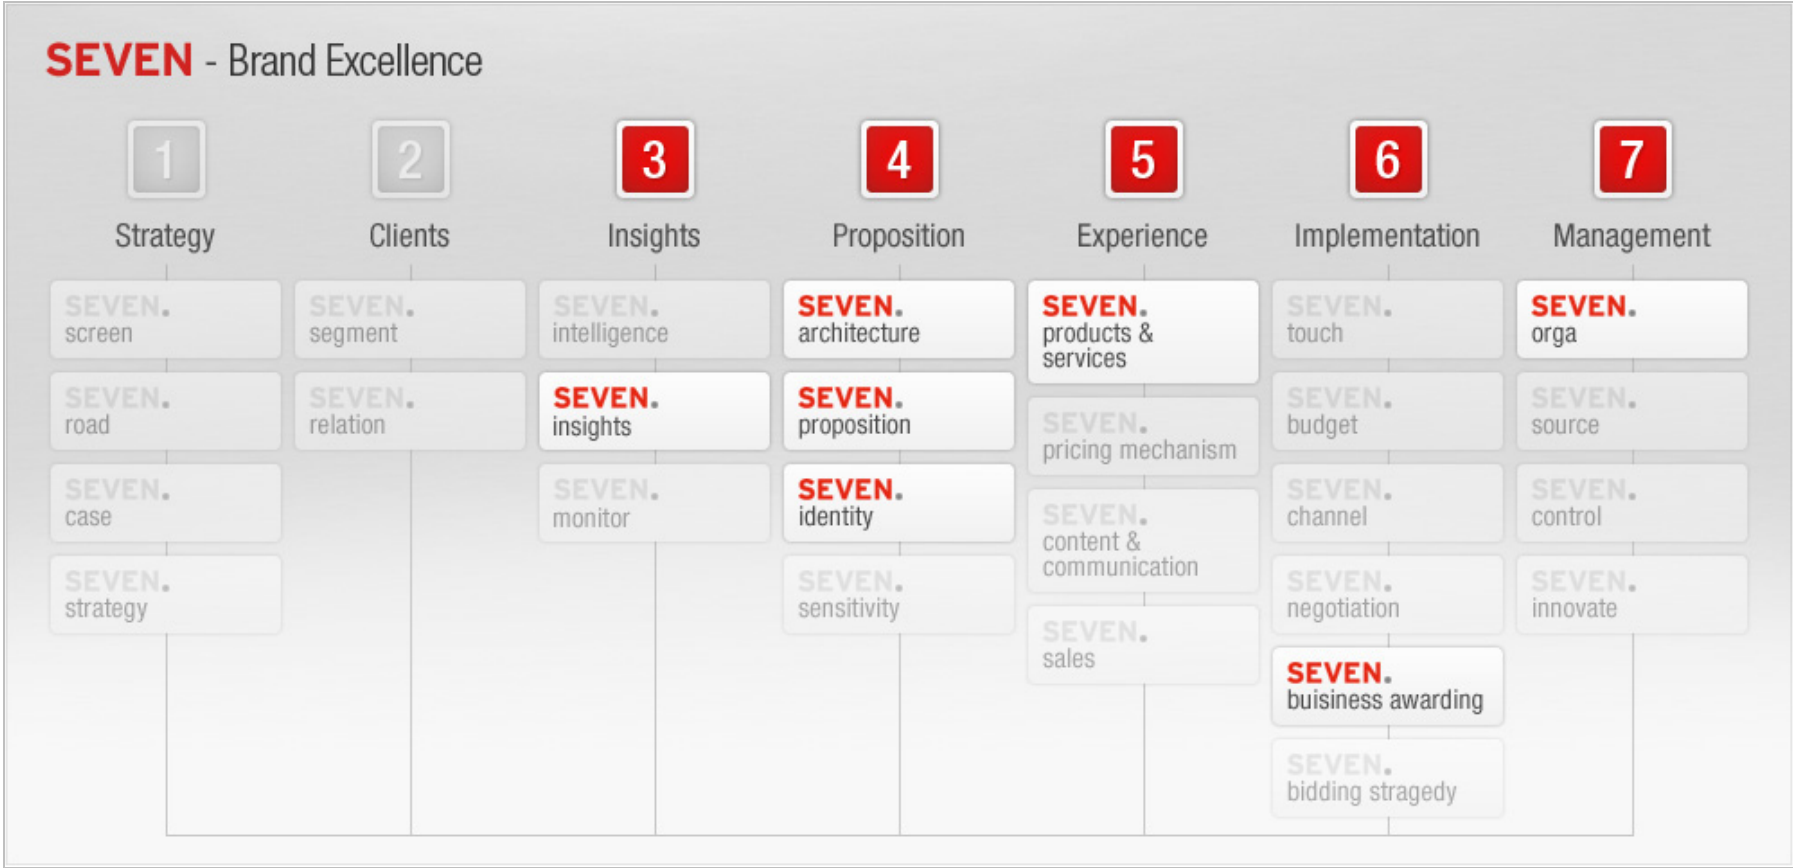 SEVEN - Brand Excellence
1
2
3
4
5
6
7
Strategy
Clients
Insights
Proposition
Experience
Implementation
Management
SEVEN.
screen
SEVEN.
road
SEVEN.
case
SEVEN.
strategy
SEVEN.
segment
SEVEN.
relation
SEVEN.
intelligence
SEVEN.
insights
SEVEN.
monitor
SEVEN.
architecture
SEVEN.
proposition
SEVEN.
identity
SEVEN.
sensitivity
SEVEN.
products &
services
SEVEN.
pricing mechanism
SEVEN.
content &
communication
SEVEN.
sales
SEVEN.
touch
SEVEN.
budget
SEVEN.
channel
SEVEN.
negotiation
SEVEN.
buisiness awarding
SEVEN.
bidding stragedy
SEVEN.
orga
SEVEN.
source
SEVEN.
control
SEVEN.
innovate